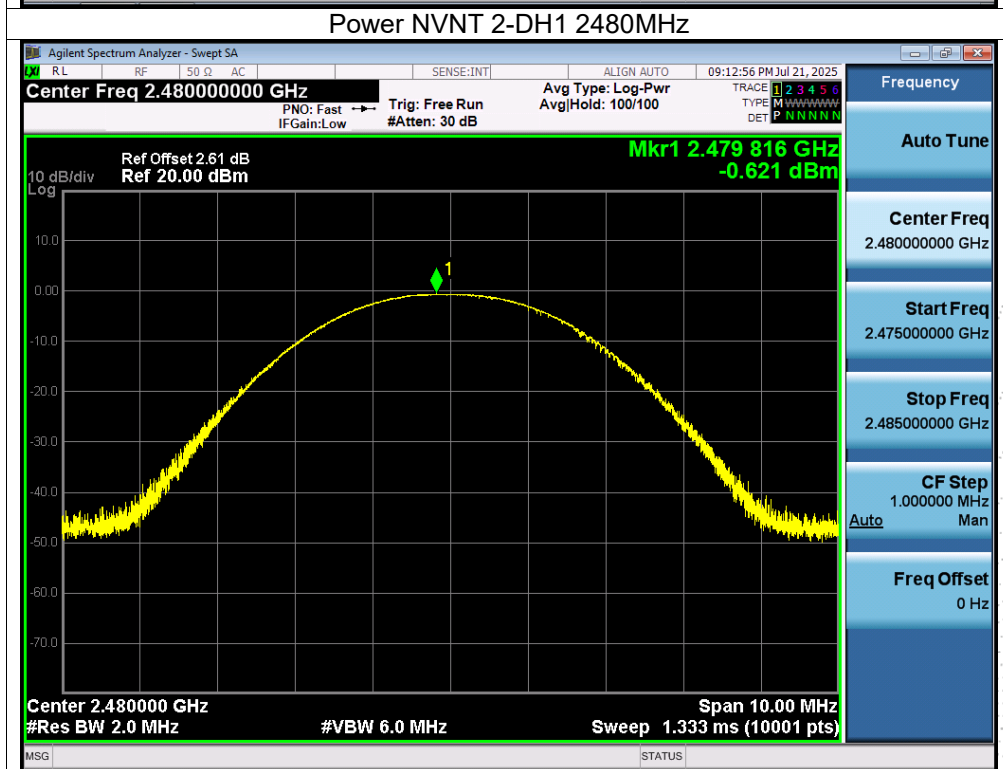 Power NVNT 2-DH1 2480MHz
Agilent Spectrum Analyzer - Swept SA
LXI RL RF 50 Ω AC SENSE:INT ALIGN AUTO 09:12:56 PM Jul 21, 2025
Center Freq 2.480000000 GHz
PNO: Fast
IFGain:Low
Trig: Free Run
#Atten: 30 dB
Avg Type: Log-Pwr
Avg|Hold: 100/100
TRACE 1 2 3 4 5 6
TYPE M WWWWW
DET P N N N N N
Frequency
Auto Tune
Center Freq
2.480000000 GHz
Start Freq
2.475000000 GHz
Stop Freq
2.485000000 GHz
CF Step
1.000000 MHz
Auto Man
Freq Offset
0 Hz
Mkr1 2.479 816 GHz
-0.621 dBm
Ref Offset 2.61 dB
10 dB/div Ref 20.00 dBm
Log
10.0
0.00
-10.0
-20.0
-30.0
-40.0
-50.0
-60.0
-70.0
1
Center 2.480000 GHz Span 10.00 MHz
#Res BW 2.0 MHz #VBW 6.0 MHz Sweep 1.333 ms (10001 pts)
MSG STATUS